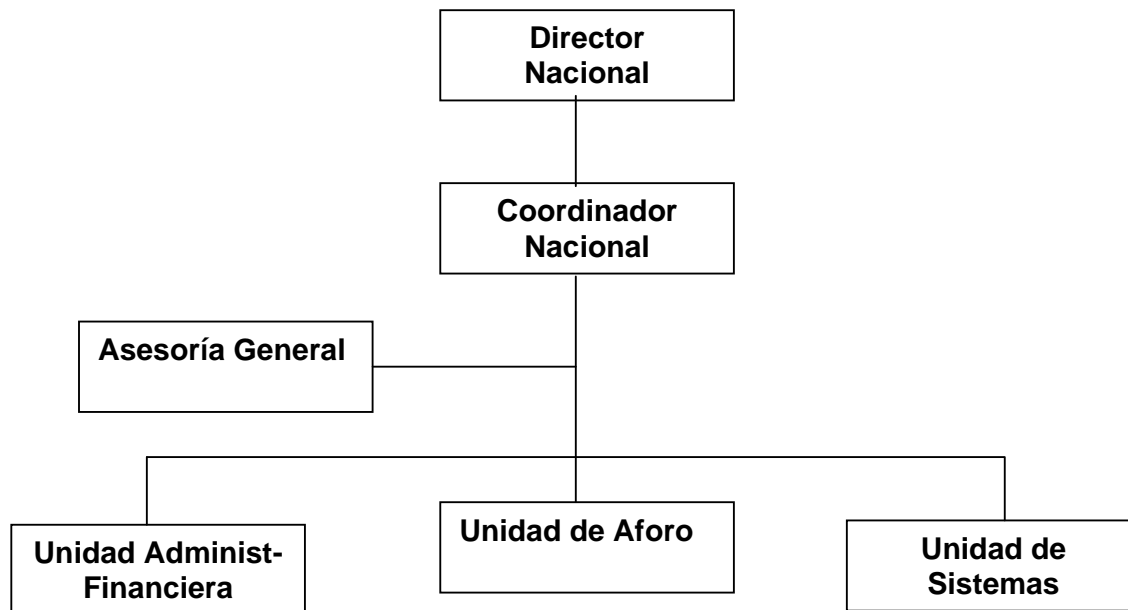 Director
Nacional
Coordinador
Nacional
Asesoría General
Unidad Administ-
Financiera
Unidad de Aforo
Unidad de
Sistemas